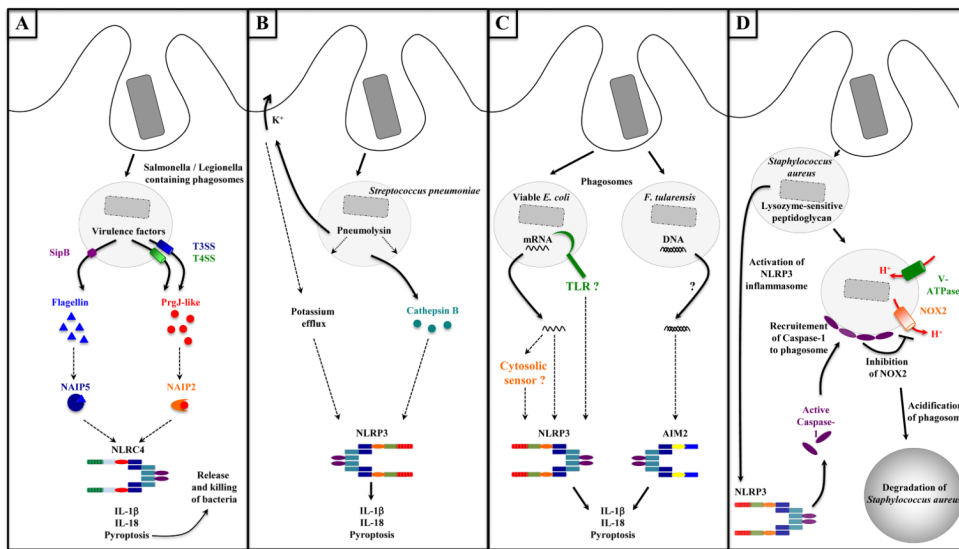 A
Salmonella / Legionella
containing phagosomes
Virulence factors
SipB
T3SS
T4SS
Flagellin
PrgJ-like
NAIP5
NAIP2
NLRC4
Release
and killing
of bacteria
IL-1β
IL-18
Pyroptosis
B
K+
Streptococcus pneumoniae
Pneumolysin
Potassium
efflux
Cathepsin B
NLRP3
IL-1β
IL-18
Pyroptosis
C
Phagosomes
Viable E. coli
F. tularensis
mRNA
DNA
TLR ?
?
Cytosolic
sensor ?
NLRP3
AIM2
IL-1β
IL-18
Pyroptosis
D
Staphylococcus
aureus
Lysozyme-sensitive
peptidoglycan
Activation of
NLRP3
inflammasome
H+
V-
ATPase
NOX2
H+
Recruitement of Caspase-1
to phagosome
Inhibition
of NOX2
Acidification
of phagosom
Active
Caspase-
1
NLRP3
Degradation of
Staphylococcus aureus